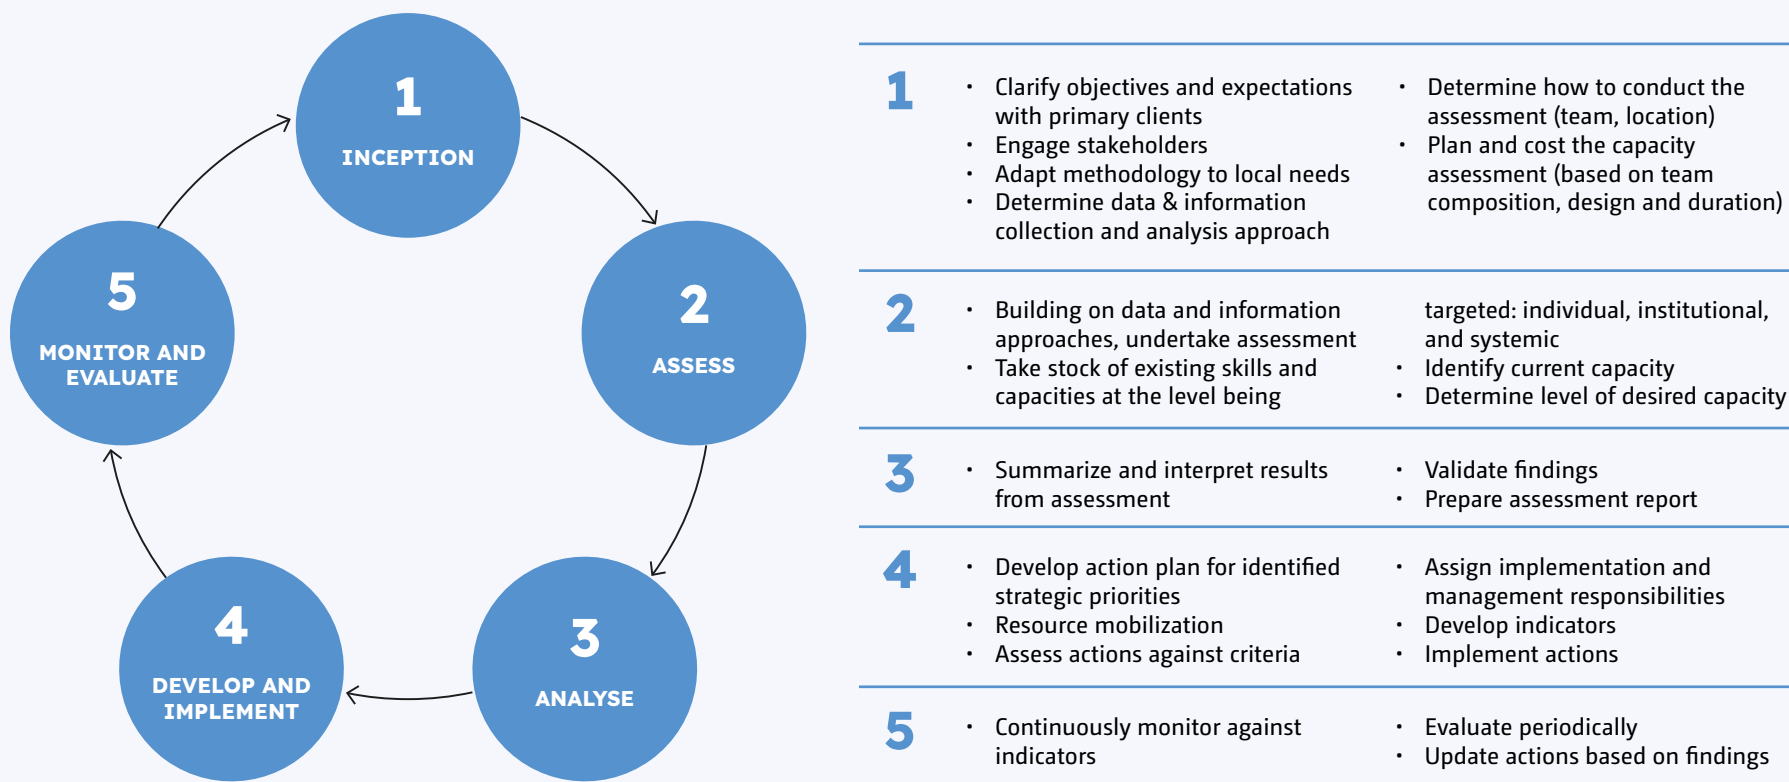 1
INCEPTION
2
ASSESS
3
ANALYSE
4
DEVELOP AND
IMPLEMENT
5
MONITOR AND
EVALUATE
1
• Clarify objectives and expectations
with primary clients
• Engage stakeholders
• Adapt methodology to local needs
• Determine data & information
collection and analysis approach
• Determine how to conduct the
assessment (team, location)
• Plan and cost the capacity
assessment (based on team
composition, design and duration)
2
• Building on data and information
approaches, undertake assessment
• Take stock of existing skills and
capacities at the level being
targeted: individual, institutional,
and systemic
• Identify current capacity
• Determine level of desired capacity
3
• Summarize and interpret results
from assessment
• Validate findings
• Prepare assessment report
4
• Develop action plan for identified
strategic priorities
• Resource mobilization
• Assess actions against criteria
• Assign implementation and
management responsibilities
• Develop indicators
• Implement actions
5
• Continuously monitor against
indicators
• Evaluate periodically
• Update actions based on findings